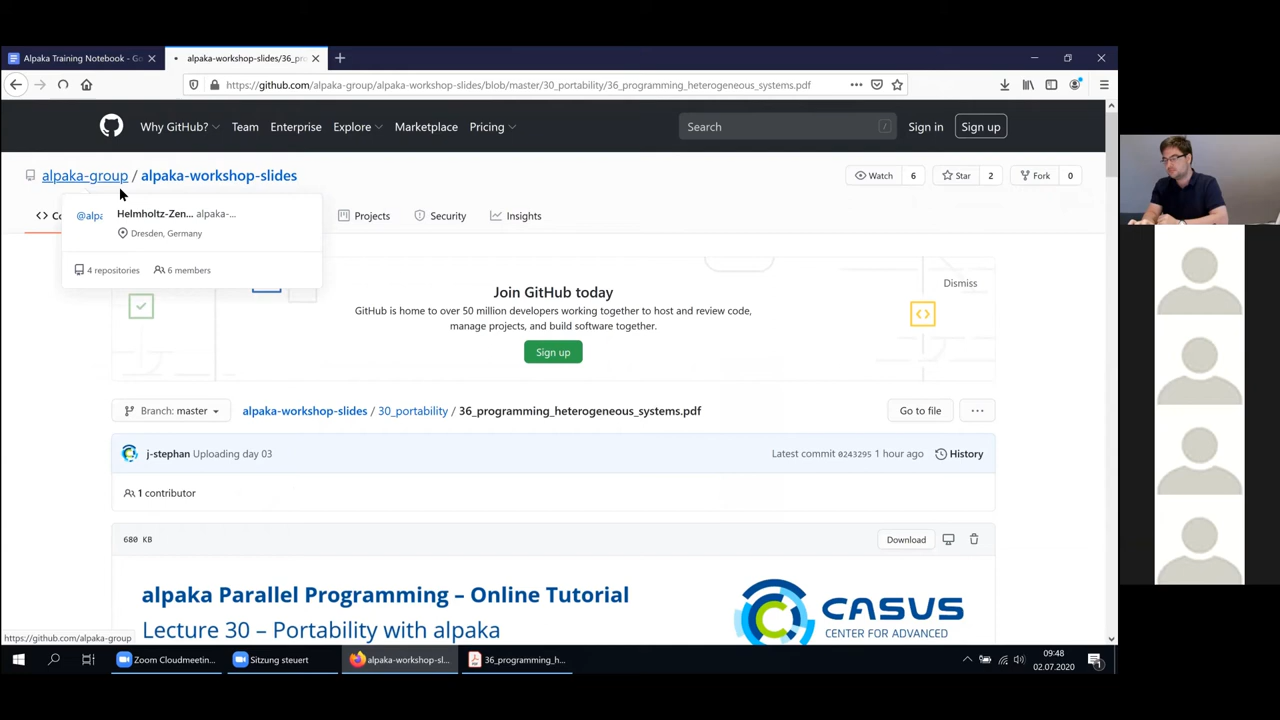 Alpaka Training Notebook - Go
alpaka-workshop-slides/36_pro
https://github.com/alpaka-group/alpaka-workshop-slides/blob/master/30_portability/36_programming_heterogeneous_systems.pdf
Why GitHub? Team Enterprise Explore Marketplace Pricing Search / Sign in Sign up
alpaka-group / alpaka-workshop-slides
Watch 6 Star 2 Fork 0
<> Co Projects Security Insights
@alpa Helmholtz-Zen... alpaka-...
Dresden, Germany
4 repositories 6 members
Join GitHub today
Dismiss
GitHub is home to over 50 million developers working together to host and review code,
manage projects, and build software together.
Sign up
Branch: master alpaka-workshop-slides / 30_portability / 36_programming_heterogeneous_systems.pdf Go to file ...
j-stephan Uploading day 03 Latest commit 0243295 1 hour ago History
1 contributor
680 KB Download
alpaka Parallel Programming – Online Tutorial
Lecture 30 – Portability with alpaka
CASUS
CENTER FOR ADVANCED
https://github.com/alpaka-group
Zoom Cloudmeetin... Sitzung steuert alpaka-workshop-sl... 36_programming_h...
09:48
02.07.2020
1